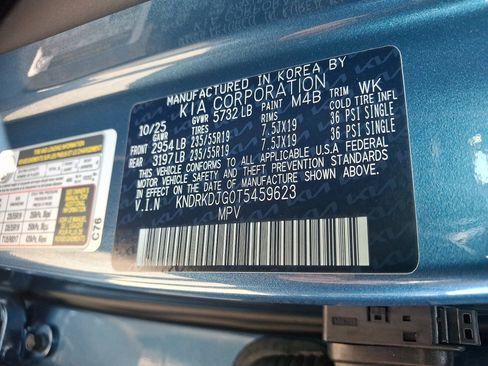 MANUFACTURED IN KOREA BY
KIA CORPORATION
10/25 GVWR 5732 LB PAINT M4B TRIM WK
GAWR TIRES COLD TIRE INFL
FRONT 2954 LB 235/55R19 7.5JX19 36 PSI SINGLE
REAR 3197 LB 235/55R19 7.5JX19 36 PSI SINGLE
THIS VEHICLE CONFORMS TO ALL APPLICABLE U.S.A FEDERAL
MOTOR VEHICLE SAFETY AND THEFT PREVENTION STANDARDS
IN EFFECT ON THE DATE OF MANUFACTURE SHOWN ABOVE.
V.I.N KNDRKDJG0T5459623
MPV
C76